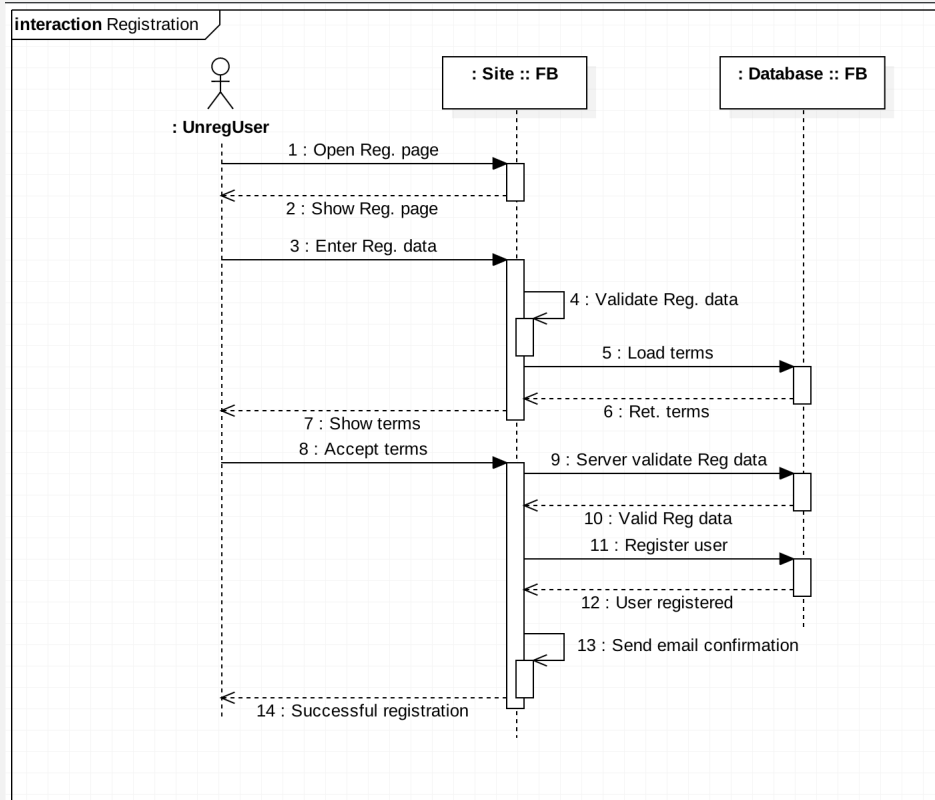 interaction Registration
: Site :: FB
: Database :: FB
: UnregUser
1 : Open Reg. page
2 : Show Reg. page
3 : Enter Reg. data
4 : Validate Reg. data
5 : Load terms
6 : Ret. terms
7 : Show terms
8 : Accept terms
9 : Server validate Reg data
10 : Valid Reg data
11 : Register user
12 : User registered
13 : Send email confirmation
14 : Successful registration